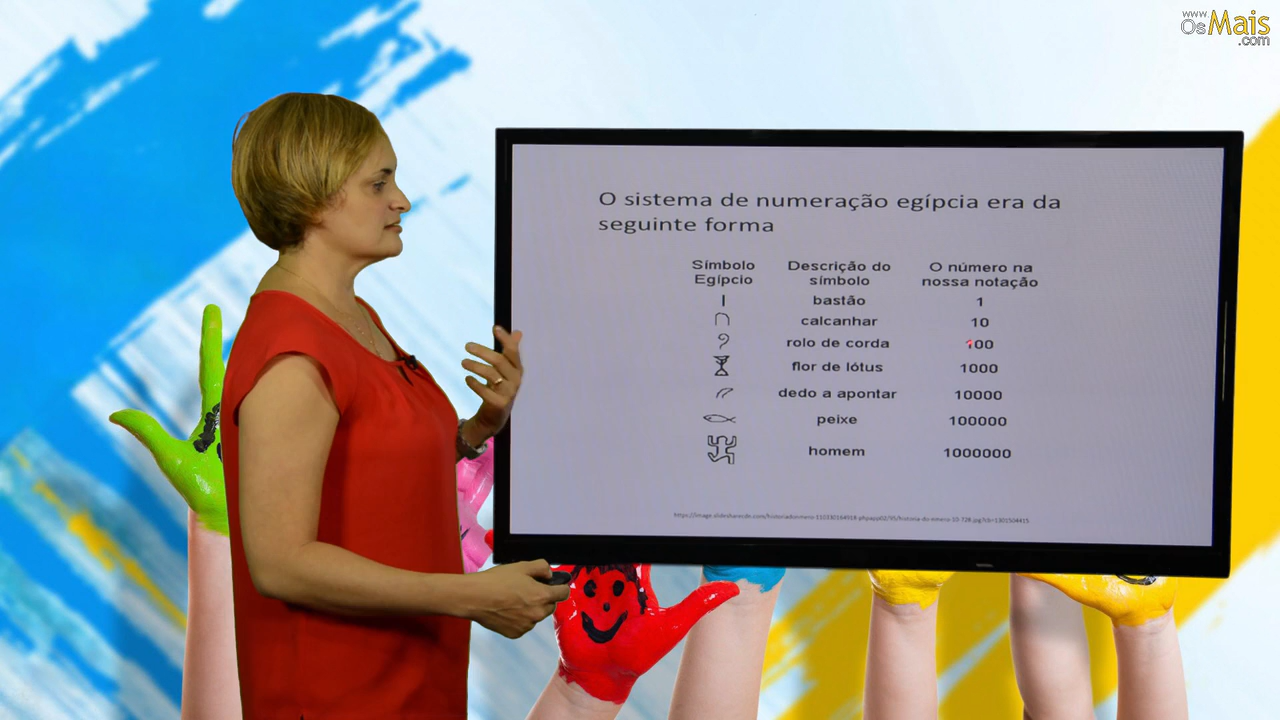 www
OsMais
.com
O sistema de numeração egípcia era da
seguinte forma
Símbolo Egípcio Descrição do símbolo O número na nossa notação
bastão 1
calcanhar 10
rolo de corda 100
flor de lótus 1000
dedo a apontar 10000
peixe 100000
homem 1000000